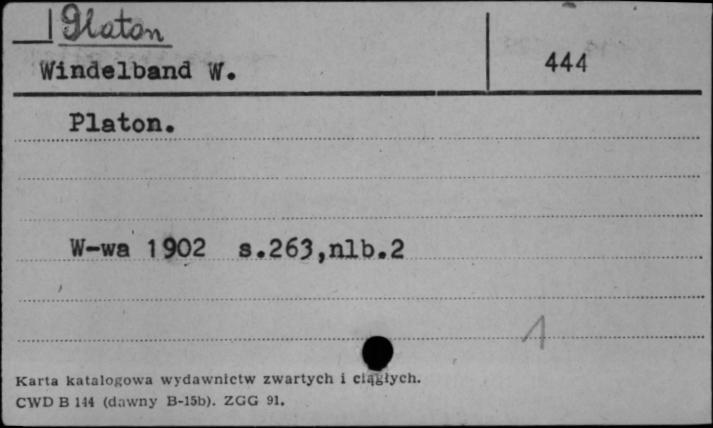 Platon
Windelband W.
444
Platon.
W-wa 1902 s.263,nlb.2
1
Karta katalogowa wydawnictw zwartych i ciągłych.
CWD B 144 (dawny B-15b). ZGG 91.